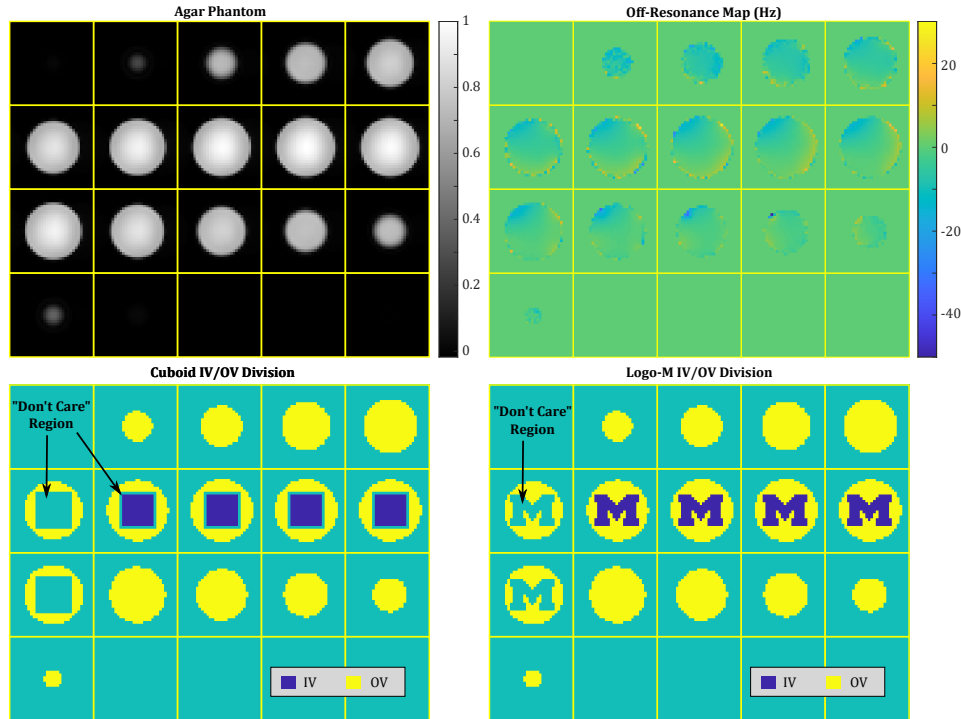 Agar Phantom
Off-Resonance Map (Hz)
1
0.8
0.6
0.4
0.2
0
20
0
-20
-40
Cuboid IV/OV Division
Logo-M IV/OV Division
"Don't Care"
Region
"Don't Care"
Region
M M M M M
M
IV OV
IV OV